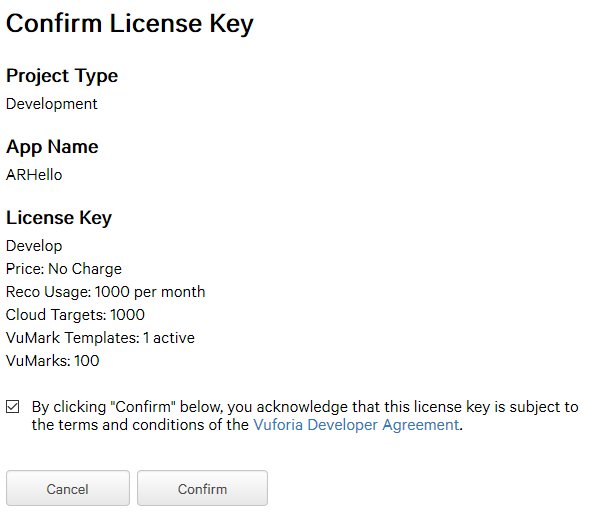 Confirm License Key
Project Type
Development
App Name
ARHello
License Key
Develop
Price: No Charge
Reco Usage: 1000 per month
Cloud Targets: 1000
VuMark Templates: 1 active
VuMarks: 100
By clicking "Confirm" below, you acknowledge that this license key is subject to
the terms and conditions of the Vuforia Developer Agreement.
Cancel
Confirm